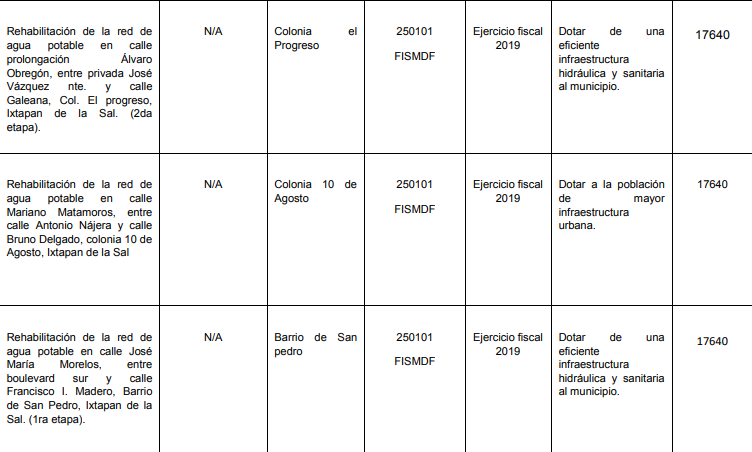 Rehabilitación de la red de
agua potable en calle
prolongación Álvaro
Obregón, entre privada José
Vázquez nte. y calle
Galeana, Col. El progreso,
Ixtapan de la Sal. (2da
etapa).
N/A
Colonia el
Progreso
250101
FISMDF
Ejercicio fiscal
2019
Dotar de una
eficiente
infraestructura
hidráulica y sanitaria
al municipio.
17640
Rehabilitación de la red de
agua potable en calle
Mariano Matamoros, entre
calle Antonio Nájera y calle
Bruno Delgado, colonia 10 de
Agosto, Ixtapan de la Sal
N/A
Colonia 10 de
Agosto
250101
FISMDF
Ejercicio fiscal
2019
Dotar a la población
de mayor
infraestructura
urbana.
17640
Rehabilitación de la red de
agua potable en calle José
María Morelos, entre
boulevard sur y calle
Francisco I. Madero, Barrio
de San Pedro, Ixtapan de la
Sal. (1ra etapa).
N/A
Barrio de San
pedro
250101
FISMDF
Ejercicio fiscal
2019
Dotar de una
eficiente
infraestructura
hidráulica y sanitaria
al municipio.
17640